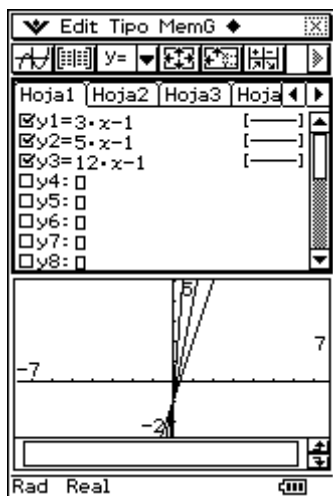 Edit Tipo MemG ◆
y=
Hoja1 Hoja2 Hoja3 Hoja
y1=3·x-1 [—]
y2=5·x-1 [—]
y3=12·x-1 [—]
y4:
y5:
y6:
y7:
y8:
5
7
-7
-2
Rad Real